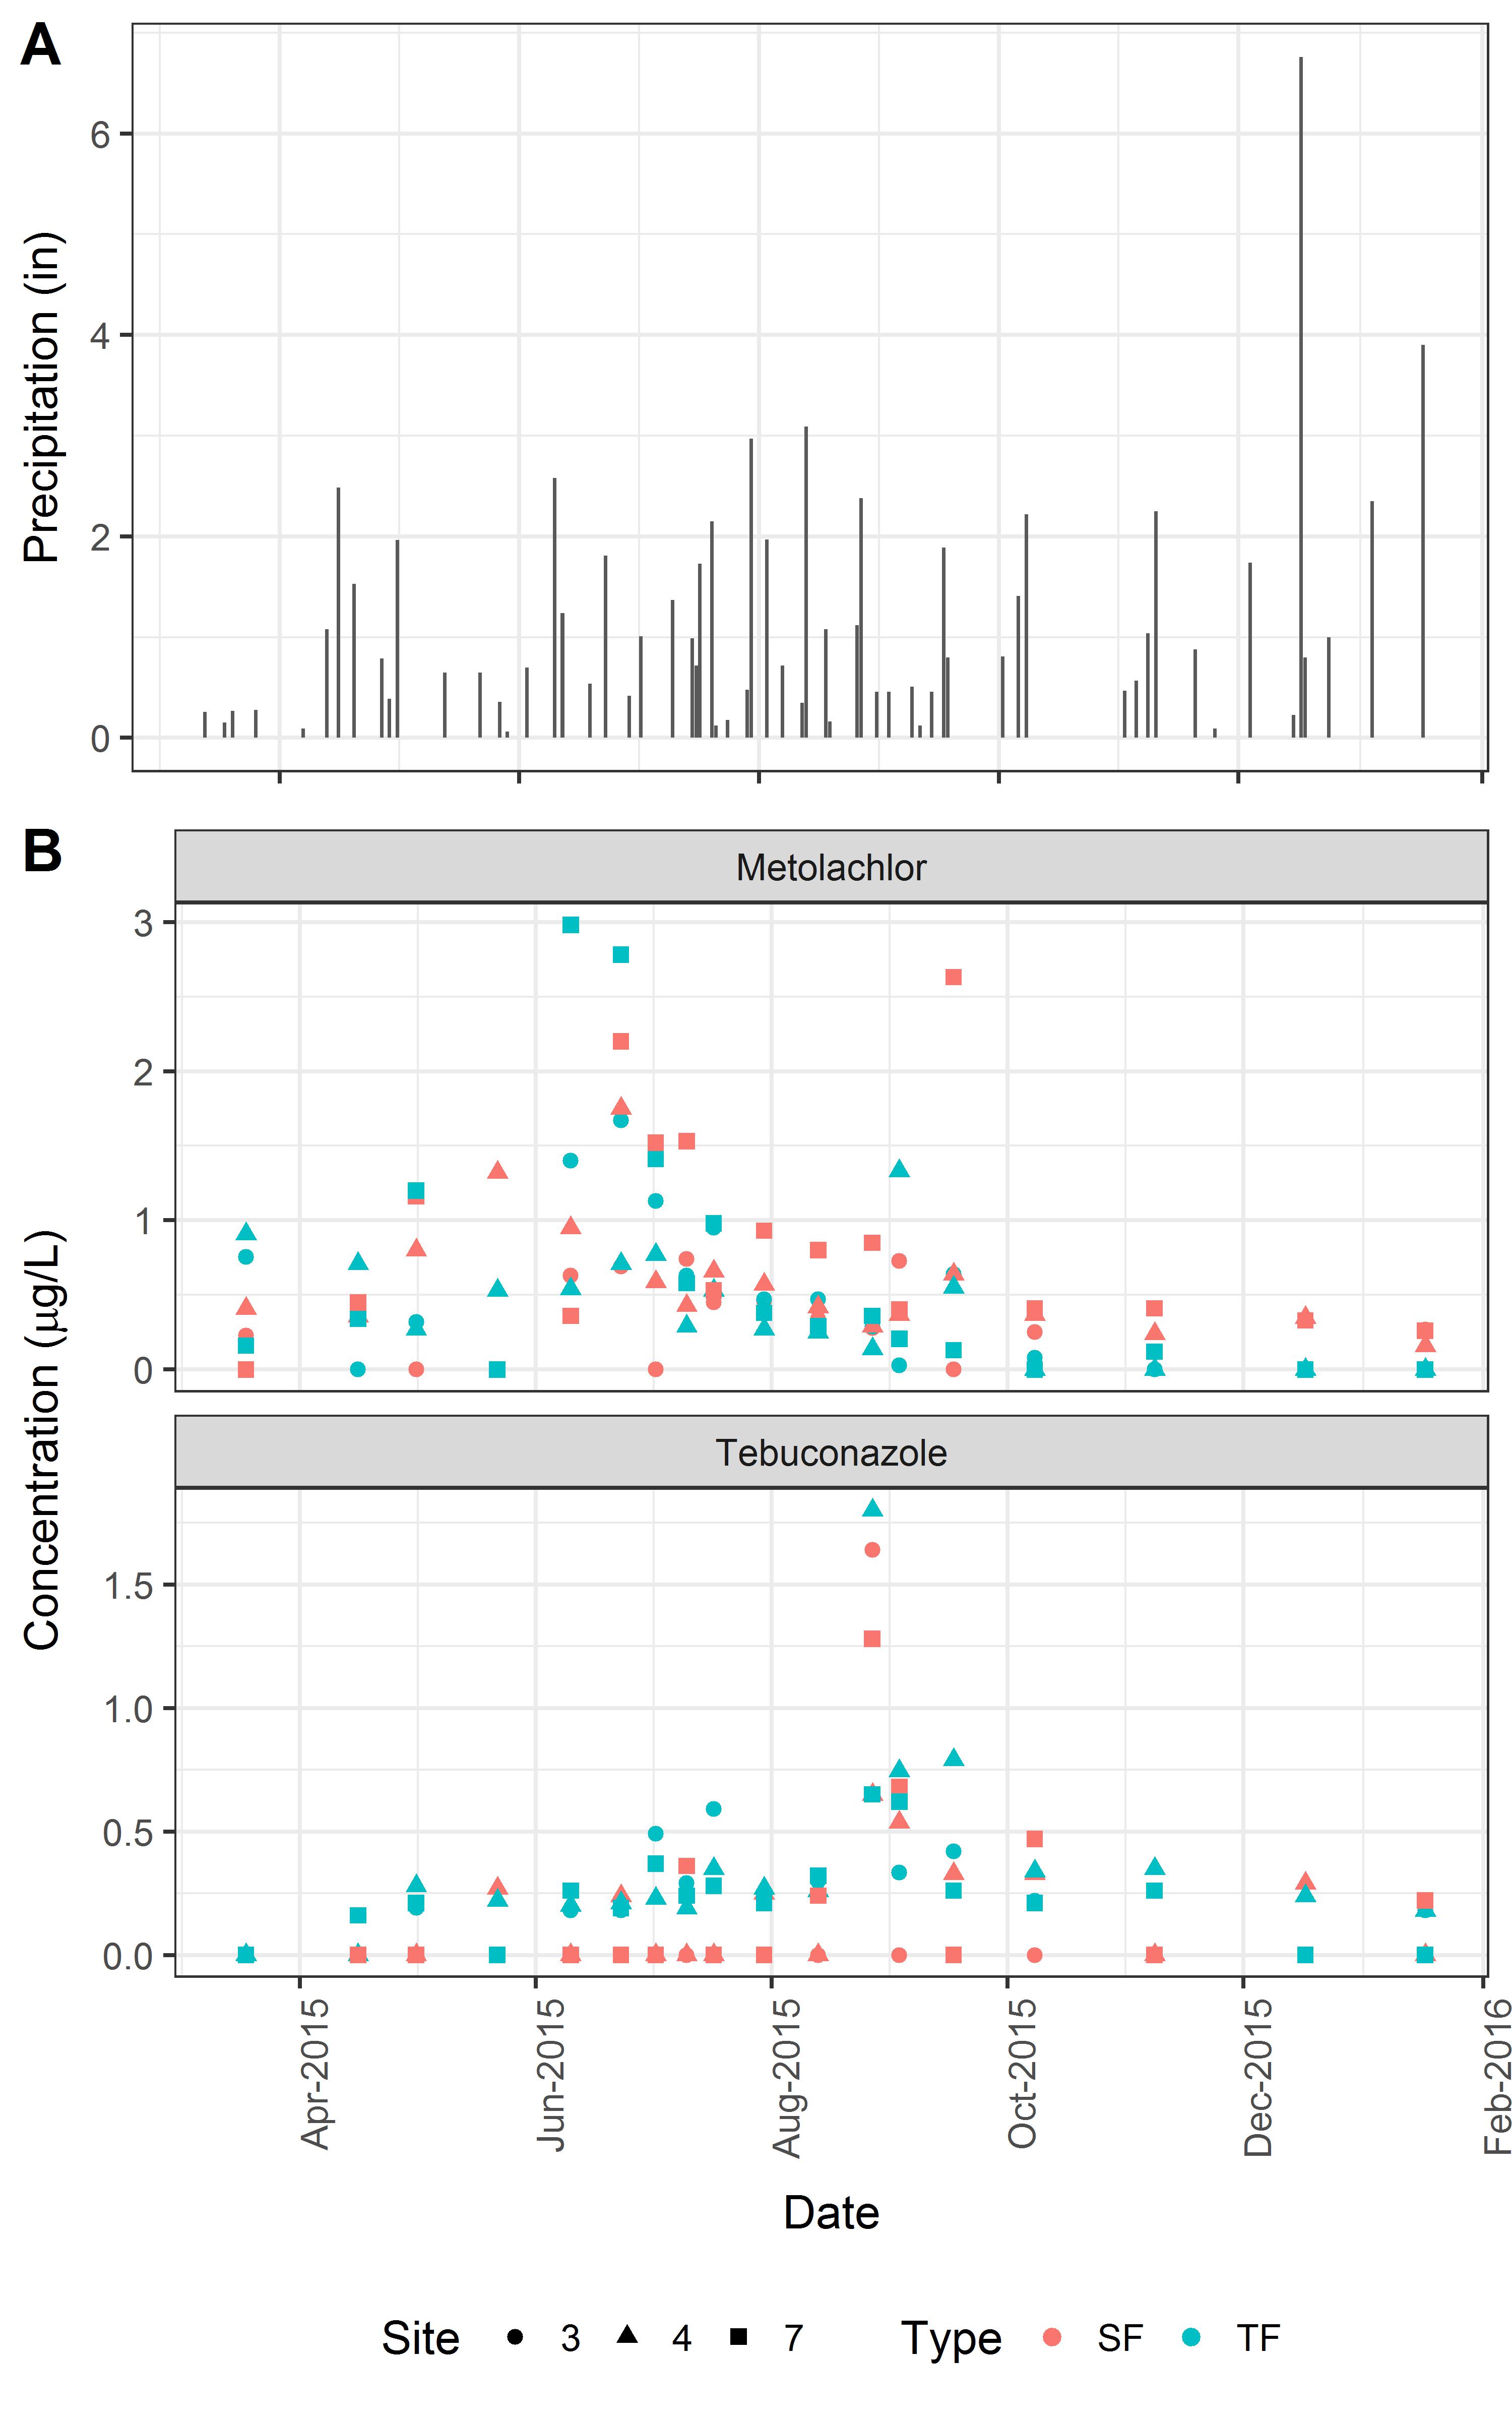 A
Precipitation (in)
6
4
2
0
B
Metolachlor
3
2
1
0
Concentration (µg/L)
Tebuconazole
1.5
1.0
0.5
0.0
Apr-2015
Jun-2015
Aug-2015
Oct-2015
Dec-2015
Feb-2016
Date
Site 3 4 7 Type SF TF